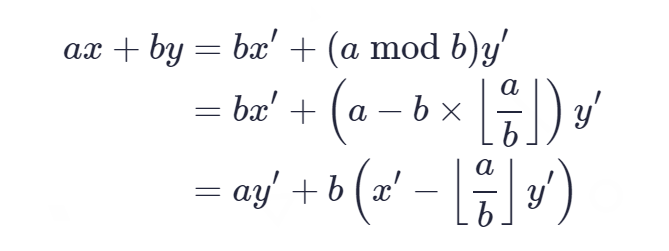 ax + by = bx′ + (a mod b)y′
= bx′ + (a − b × ⌊a/b⌋) y′
= ay′ + b (x′ − ⌊a/b⌋ y′)